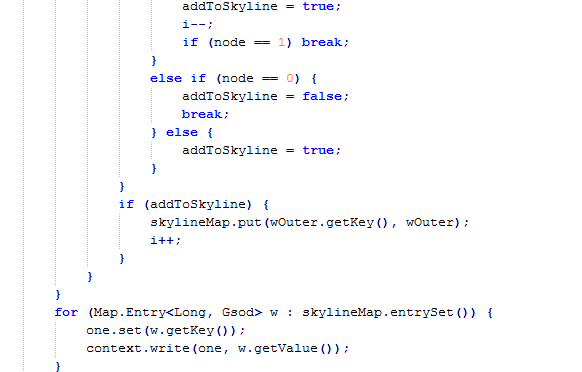 addToSkyline = true;
i--;
if (node == 1) break;
}
else if (node == 0) {
addToSkyline = false;
break;
} else {
addToSkyline = true;
}
}
if (addToSkyline) {
skylineMap.put(wOuter.getKey(), wOuter);
i++;
}
}
}
for (Map.Entry<Long, Gsod> w : skylineMap.entrySet()) {
one.set(w.getKey());
context.write(one, w.getValue());
}